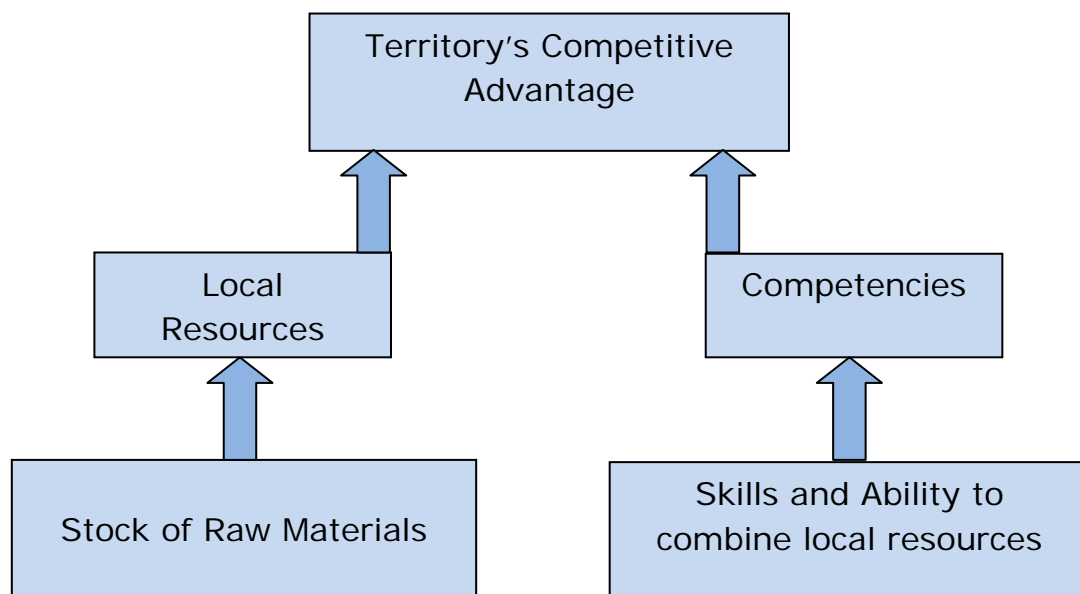 Territory's Competitive
Advantage
Local
Resources
Competencies
Stock of Raw Materials
Skills and Ability to
combine local resources